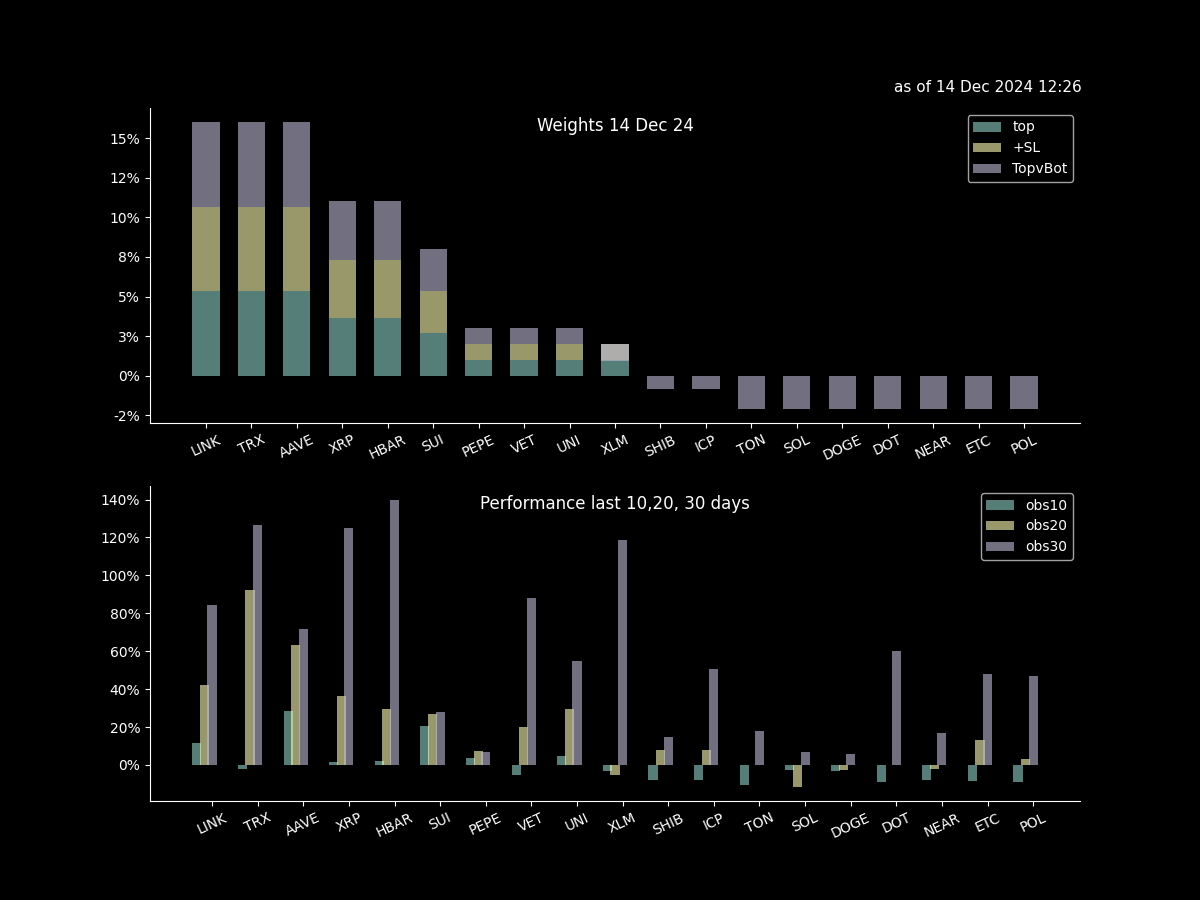 as of 14 Dec 2024 12:26
Weights 14 Dec 24
top
+SL
TopvBot
15%
12%
10%
8%
5%
3%
0%
-2%
LINK TRX AAVE XRP HBAR SUI PEPE VET UNI XLM SHIB ICP TON SOL DOGE DOT NEAR ETC POL
Performance last 10,20, 30 days
obs10
obs20
obs30
140%
120%
100%
80%
60%
40%
20%
0%
LINK TRX AAVE XRP HBAR SUI PEPE VET UNI XLM SHIB ICP TON SOL DOGE DOT NEAR ETC POL